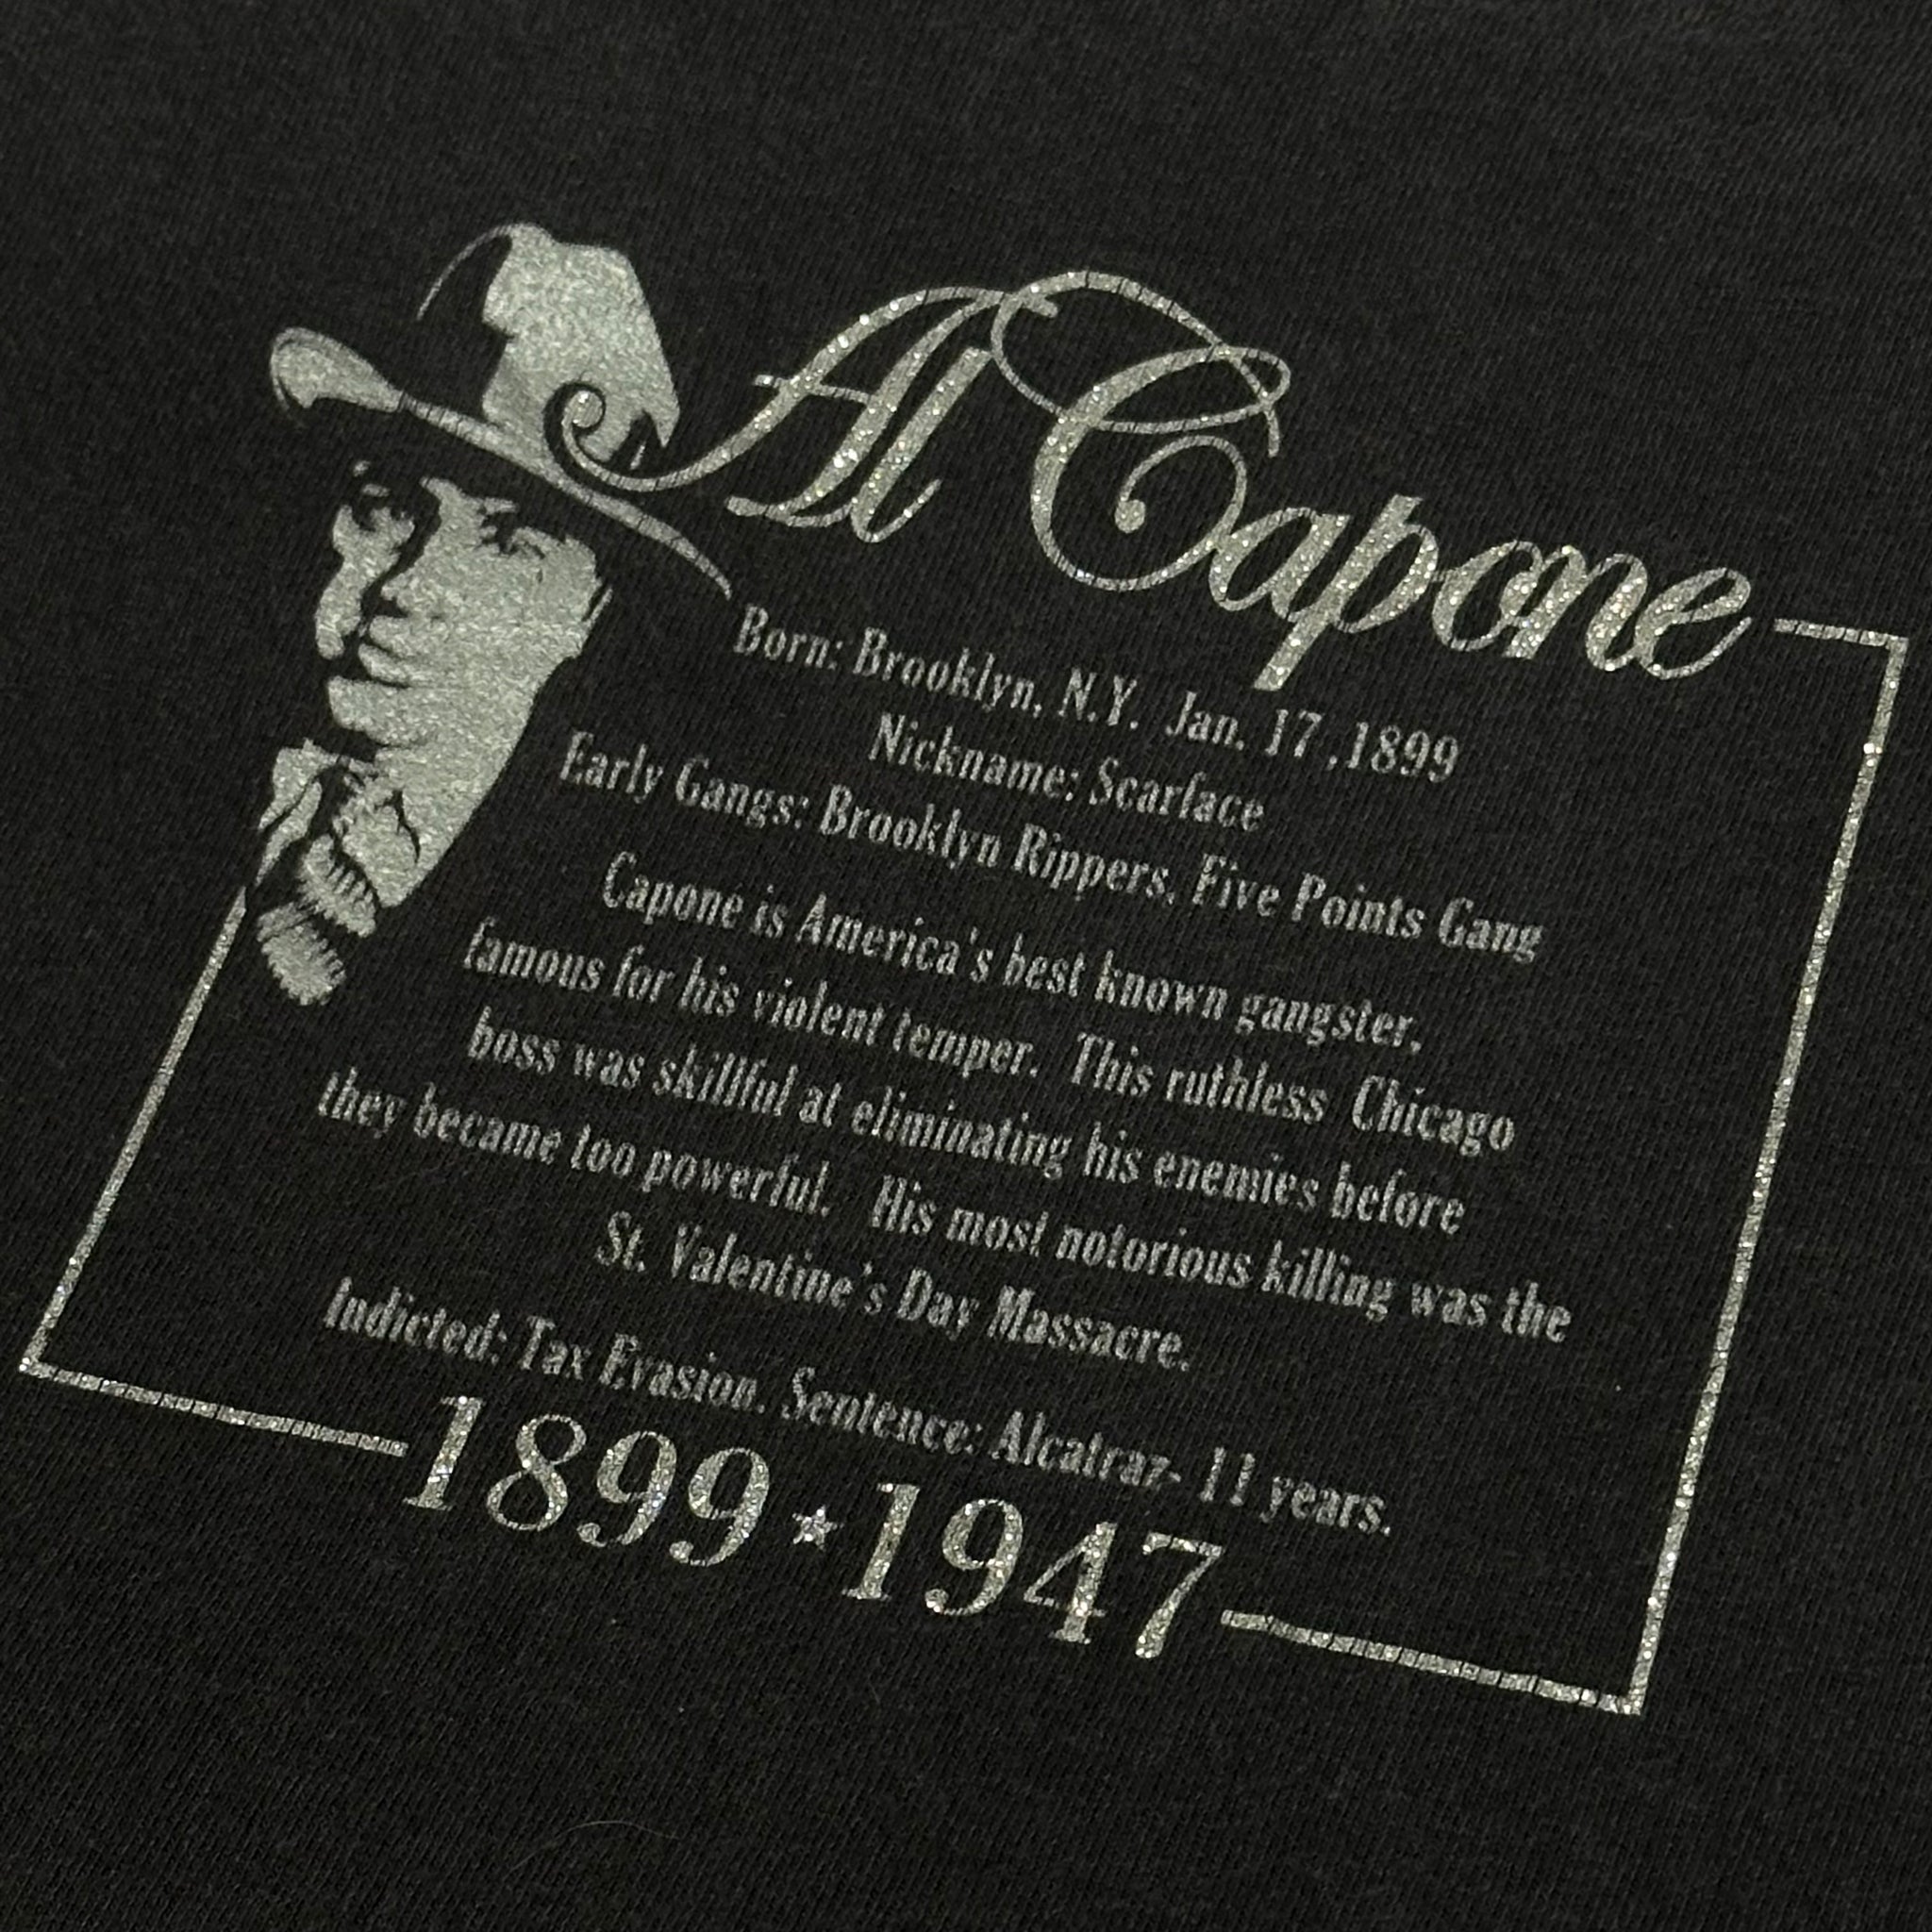 Al Capone
Born: Brooklyn, N.Y. Jan. 17 ,1899
Nickname: Scarface
Early Gangs: Brooklyn Rippers, Five Points Gang
Capone is America's best known gangster,
famous for his violent temper. This ruthless Chicago
boss was skillful at eliminating his enemies before
they became too powerful. His most notorious killing was the
St. Valentine's Day Massacre.
Indicted: Tax Evasion. Sentence: Alcatraz- 11 years.
1899★1947